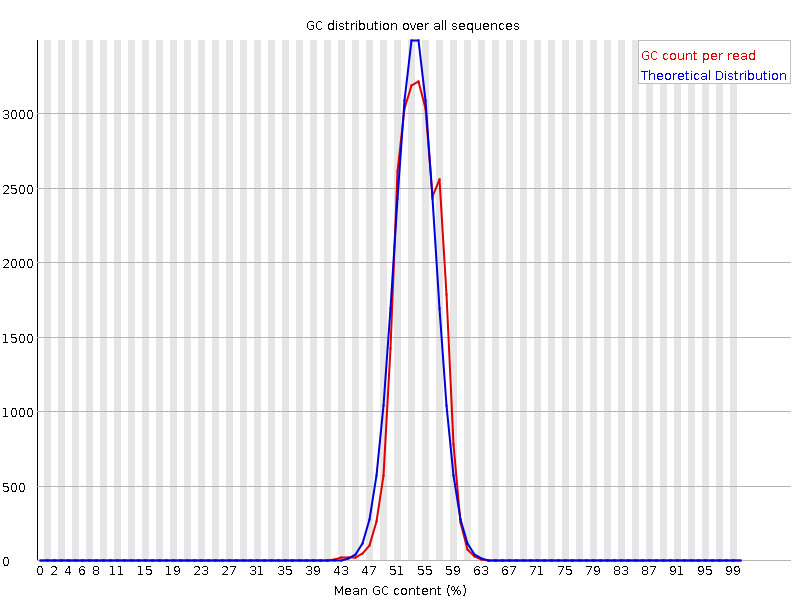 GC distribution over all sequences
GC count per read
Theoretical Distribution
3000
2500
2000
1500
1000
500
0
0 2 4 6 8 11 15 19 23 27 31 35 39 43 47 51 55 59 63 67 71 75 79 83 87 91 95 99
Mean GC content (%)